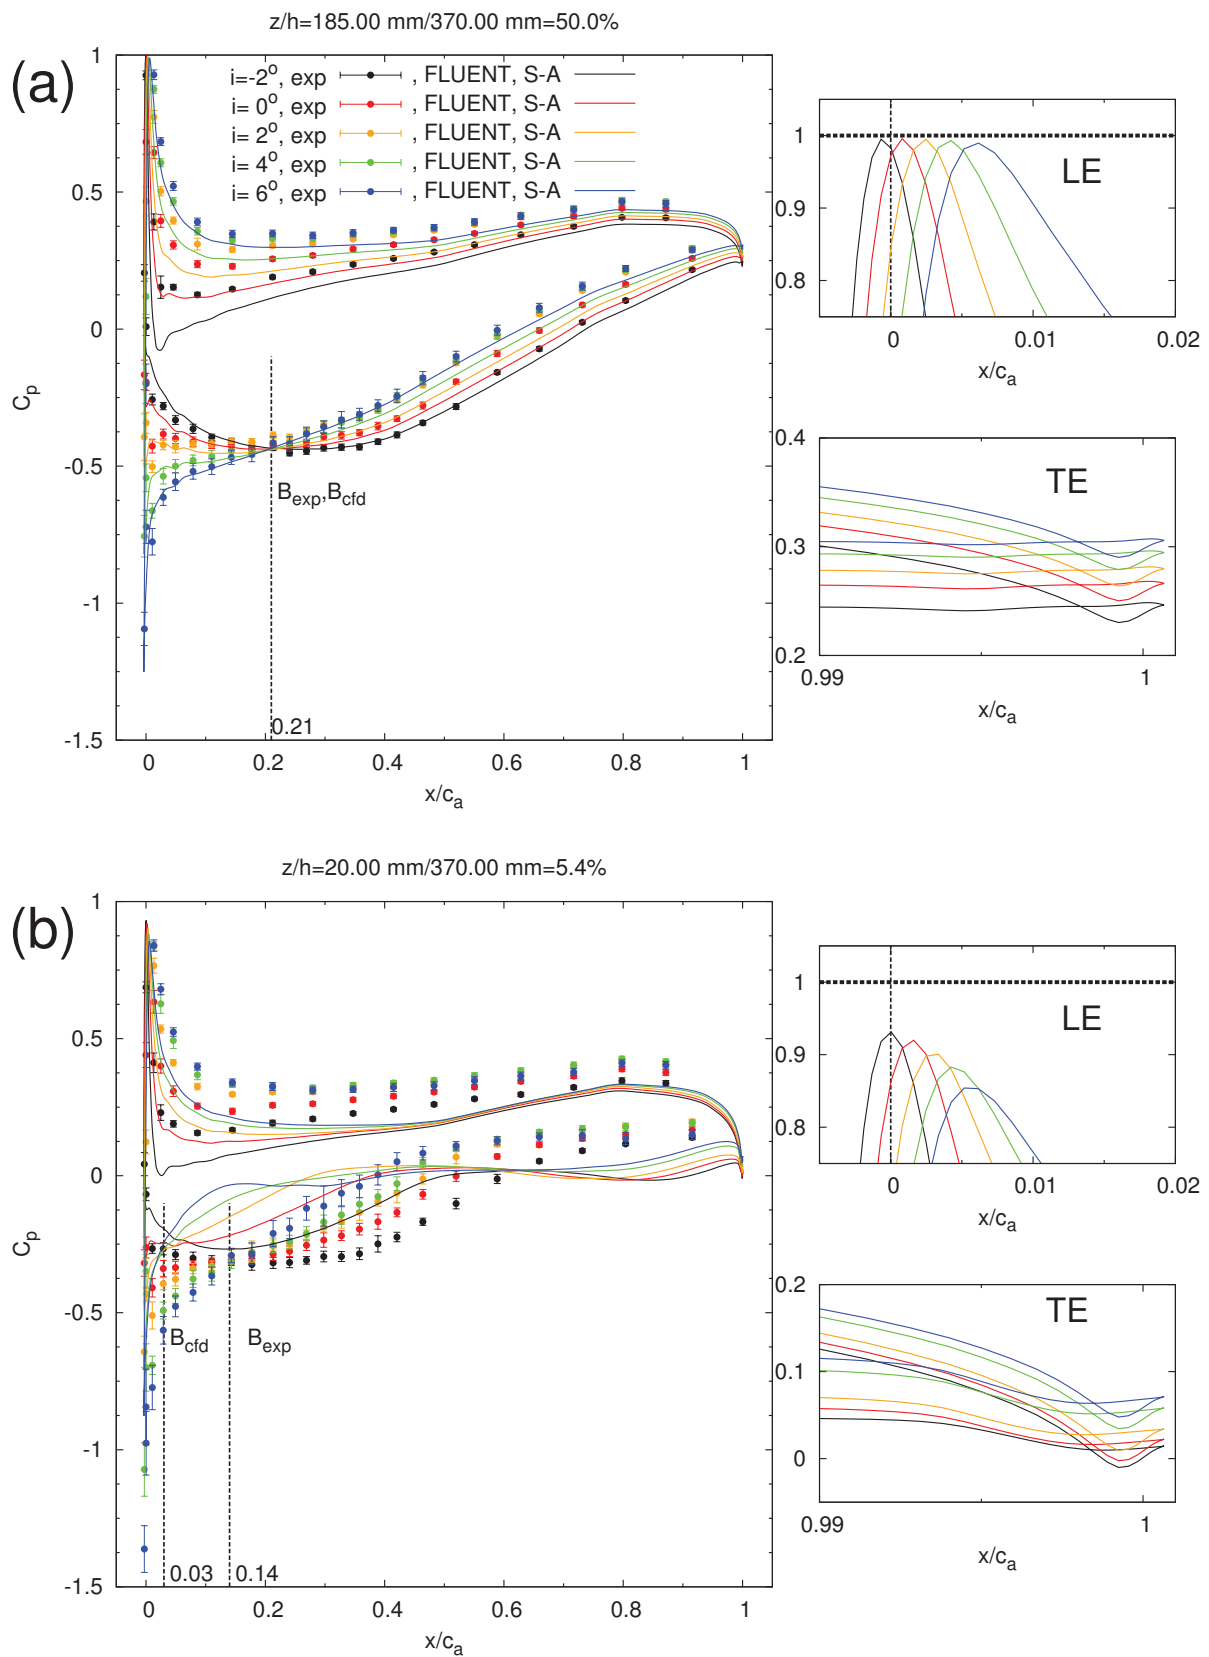 z/h=185.00 mm/370.00 mm=50.0%
(a)
i=-2°, exp , FLUENT, S-A
i= 0°, exp , FLUENT, S-A
i= 2°, exp , FLUENT, S-A
i= 4°, exp , FLUENT, S-A
i= 6°, exp , FLUENT, S-A
1
0.5
0
-0.5
-1
-1.5
Cp
Bexp,Bcfd
0.21
0 0.2 0.4 0.6 0.8 1
x/ca
LE
1
0.9
0.8
0 0.01 0.02
x/ca
TE
0.4
0.3
0.2
0.99 1
x/ca
z/h=20.00 mm/370.00 mm=5.4%
(b)
1
0.5
0
-0.5
-1
-1.5
Cp
Bcfd Bexp
0.03 0.14
0 0.2 0.4 0.6 0.8 1
x/ca
LE
1
0.9
0.8
0 0.01 0.02
x/ca
TE
0.2
0.1
0
0.99 1
x/ca